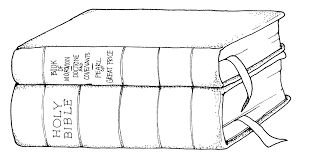 BOOK
OF
MORMON
DOCTRINE
AND
COVENANTS
PEARL
OF
GREAT PRICE
HOLY
BIBLE